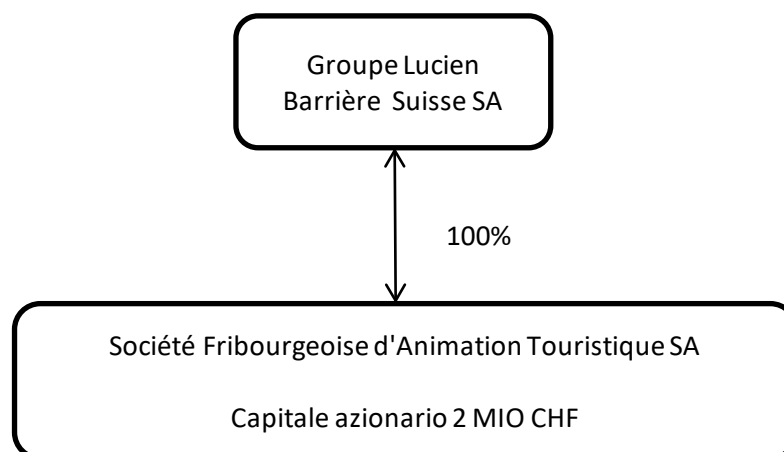 Groupe Lucien
Barrière Suisse SA
100%
Société Fribourgeoise d'Animation Touristique SA
Capitale azionario 2 MIO CHF